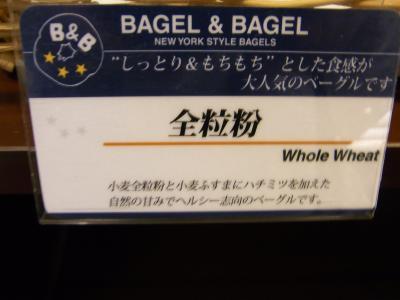 B&B
BAGEL & BAGEL
NEW YORK STYLE BAGELS
“しっとり&もちもち”とした食感が
大人気のベーグルです
全粒粉
Whole Wheat
小麦全粒粉と小麦ふすまにハチミツを加えた
自然の甘みでヘルシー志向のベーグルです。